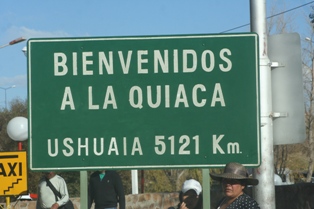 BIENVENIDOS
A LA QUIACA
USHUAIA 5121 Km.
TAXI